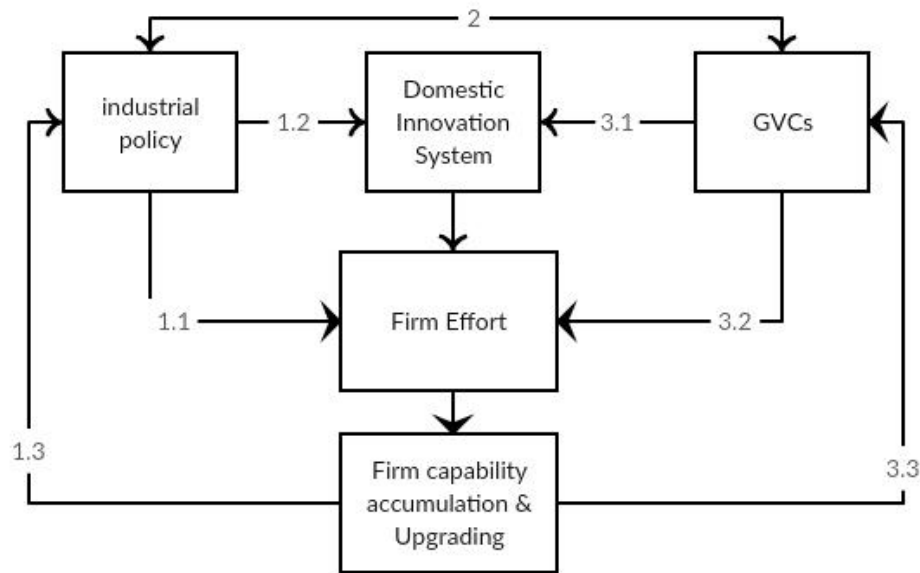 2
industrial
policy
1.2
Domestic
Innovation
System
3.1
GVCs
1.1
Firm Effort
3.2
1.3
Firm capability
accumulation &
Upgrading
3.3